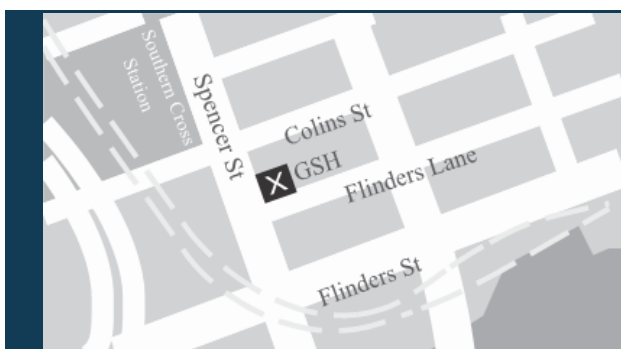 Southern Cross
Station
Spencer St
Colins St
X GSH
Flinders Lane
Flinders St